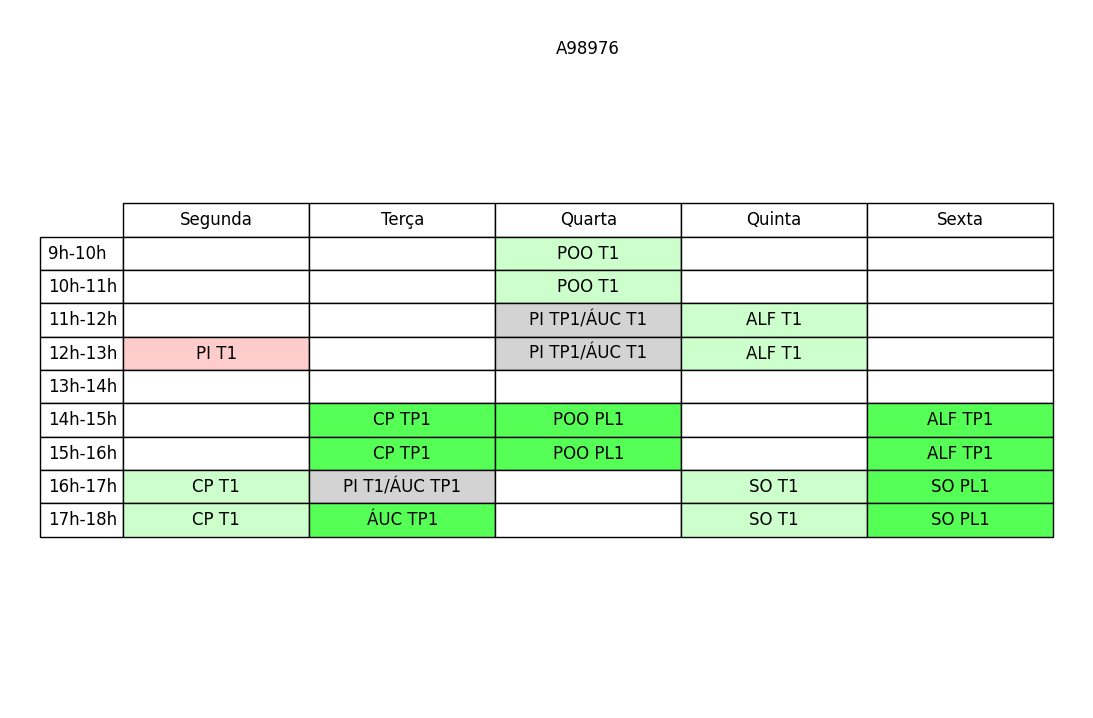 A98976
Segunda Terça Quarta Quinta Sexta
9h-10h POO T1
10h-11h POO T1
11h-12h PI TP1/ÁUC T1 ALF T1
12h-13h PI T1 PI TP1/ÁUC T1 ALF T1
13h-14h
14h-15h CP TP1 POO PL1 ALF TP1
15h-16h CP TP1 POO PL1 ALF TP1
16h-17h CP T1 PI T1/ÁUC TP1 SO T1 SO PL1
17h-18h CP T1 ÁUC TP1 SO T1 SO PL1